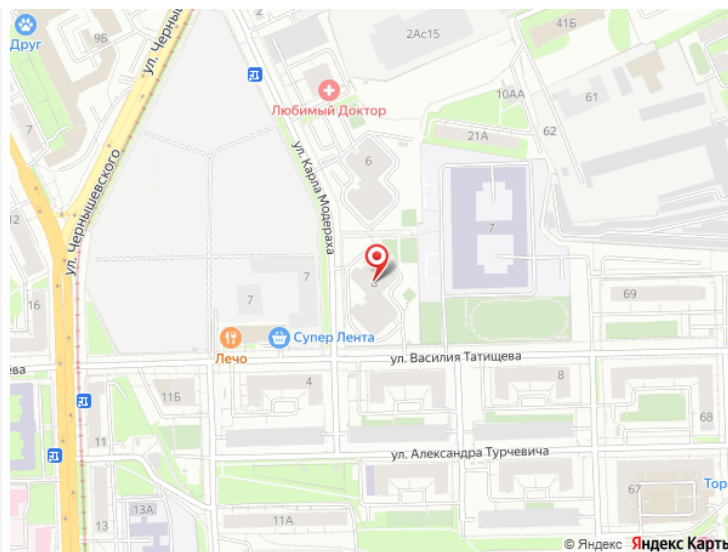 Друг
9Б
ул. Чернышевского
2Ас15
41Б
Любимый Доктор
10АА
61
62
7
21А
6
ул. Карла Модераха
7
12
ул. Чернышевского
7
8
69
16
7
Лечо
Супер Лента
ул. Василия Татищева
ева
11Б
4
8
68
11
ул. Александра Турчевича
67
Тор
13А
13
11А
© Яндекс Яндекс Карты